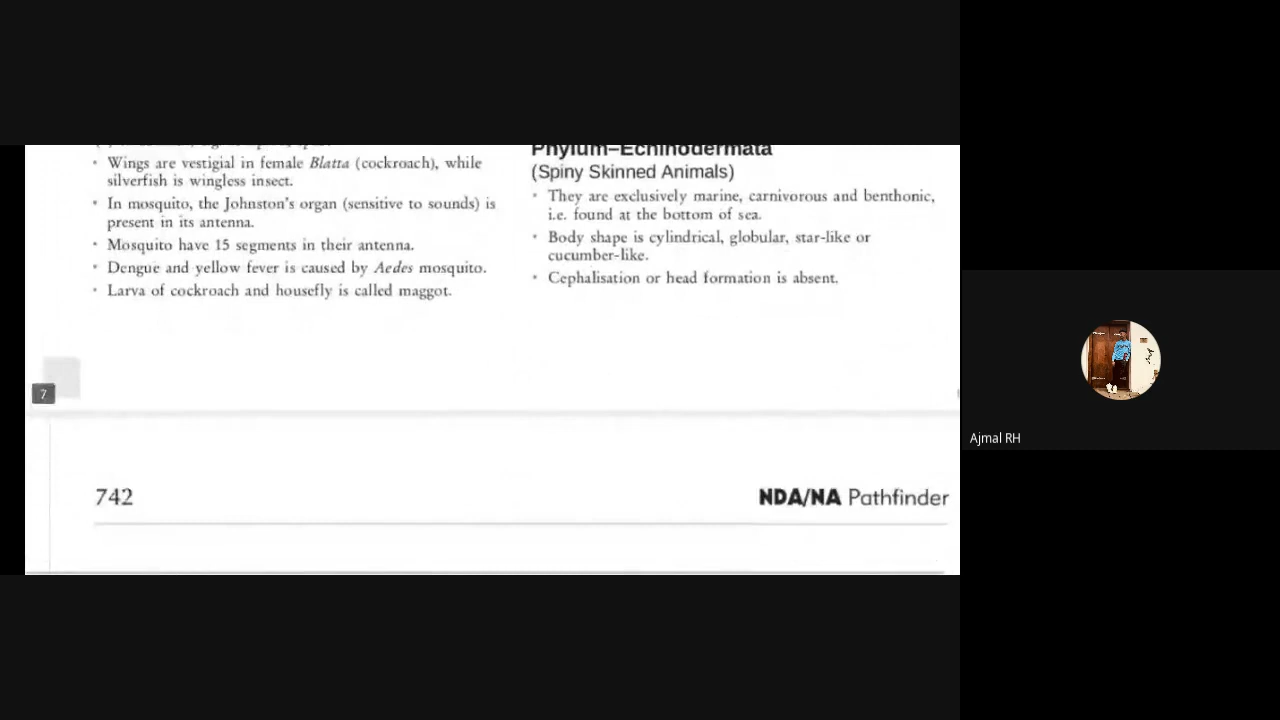 Wings are vestigial in female Blatta (cockroach), while
silverfish is wingless insect.
In mosquito, the Johnston's organ (sensitive to sounds) is
present in its antenna.
Mosquito have 15 segments in their antenna.
Dengue and yellow fever is caused by Aedes mosquito.
Larva of cockroach and housefly is called maggot.
Phylum–Echinodermata
(Spiny Skinned Animals)
They are exclusively marine, carnivorous and benthonic,
i.e. found at the bottom of sea.
Body shape is cylindrical, globular, star-like or
cucumber-like.
Cephalisation or head formation is absent.
7
742
NDA/NA Pathfinder
Ajmal RH